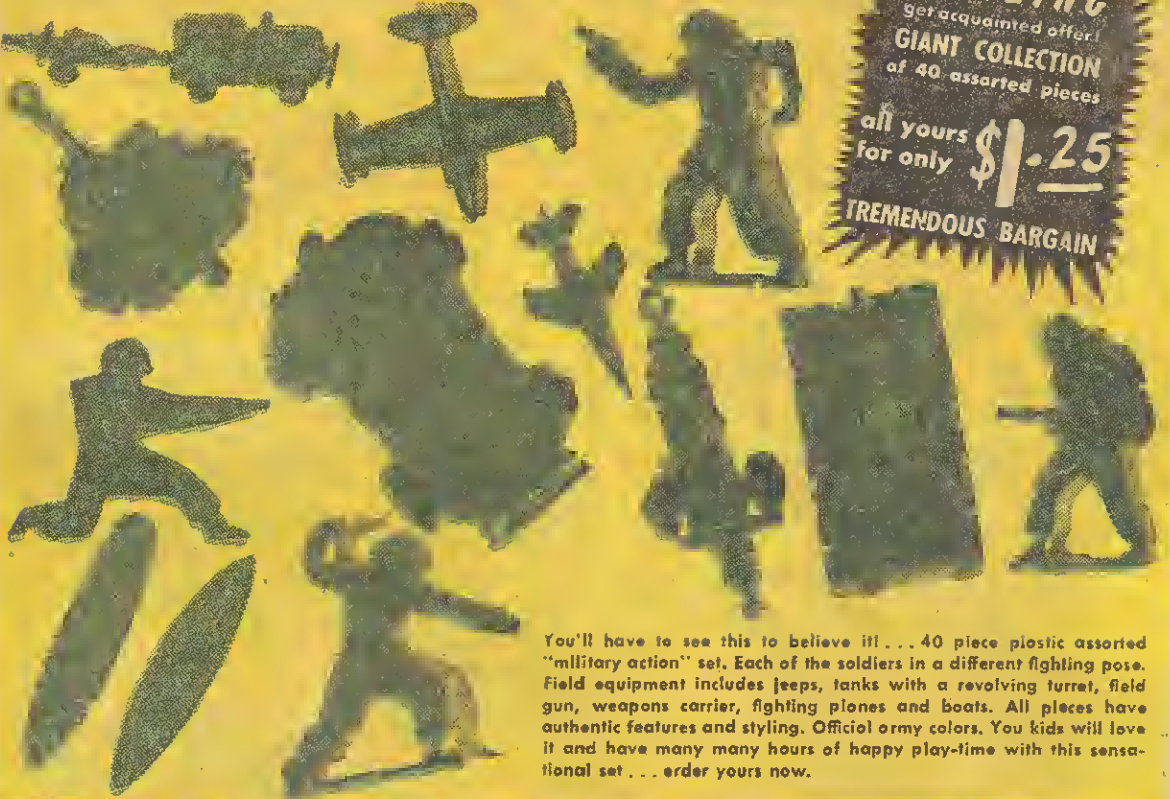 get acquainted offer!
GIANT COLLECTION
of 40 assorted pieces
all yours
for only $1.25
TREMENDOUS BARGAIN
You'll have to see this to believe it! . . . 40 piece plastic assorted
"military action" set. Each of the soldiers in a different fighting pose.
Field equipment includes jeeps, tanks with a revolving turret, field
gun, weapons carrier, fighting plones and boats. All pieces have
authentic features and styling. Officiol ormy colors. You kids will love
it and have many many hours of happy play-time with this sensa-
tional set . . . order yours now.